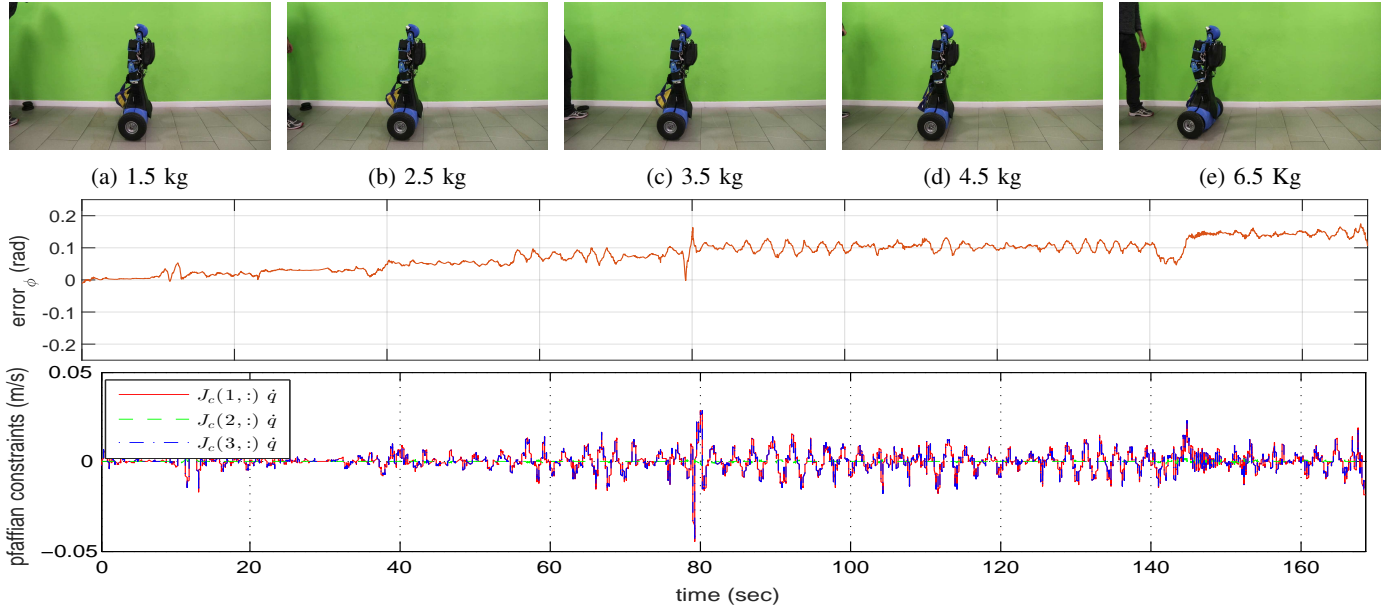 (a) 1.5 kg
(b) 2.5 kg
(c) 3.5 kg
(d) 4.5 kg
(e) 6.5 Kg
error_ϕ (rad)
0.2
0.1
0
-0.1
-0.2
pfaffian constraints (m/s)
0.05
0
−0.05
J_c(1,:) q̇
J_c(2,:) q̇
J_c(3,:) q̇
0 20 40 60 80 100 120 140 160
time (sec)